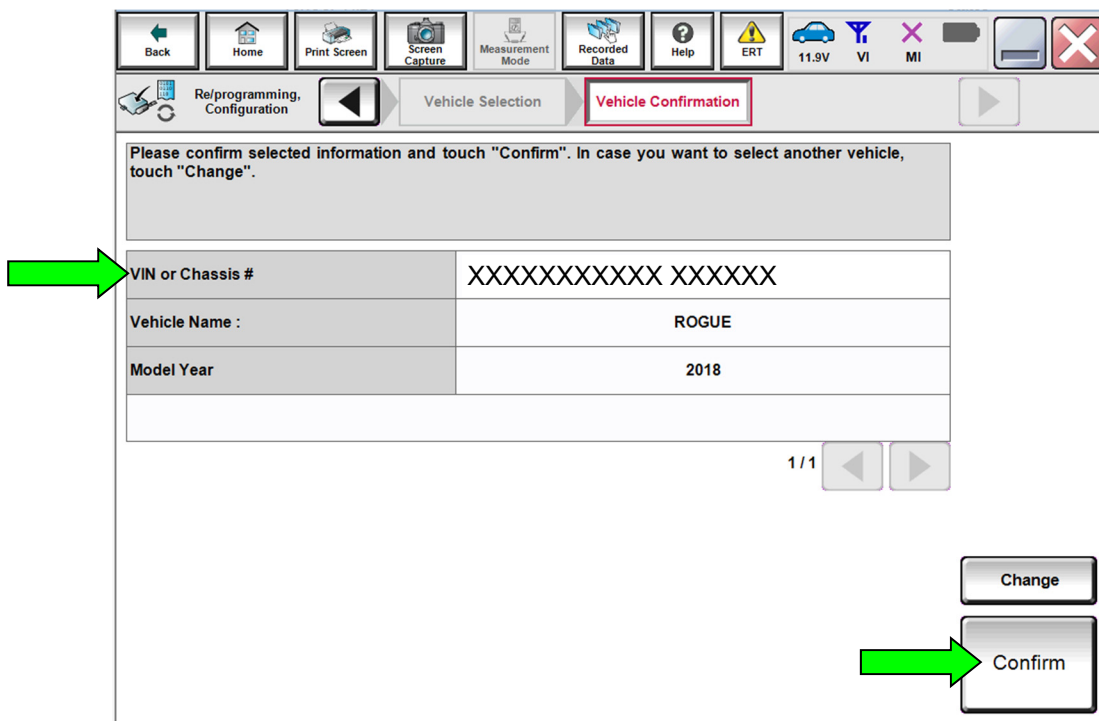 Back
Home
Print Screen
Screen
Capture
Measurement
Mode
Recorded
Data
Help
ERT
11.9V
VI
MI
Re/programming,
Configuration
Vehicle Selection
Vehicle Confirmation
Please confirm selected information and touch "Confirm". In case you want to select another vehicle,
touch "Change".
VIN or Chassis #
XXXXXXXXXXX XXXXXX
Vehicle Name :
ROGUE
Model Year
2018
1 / 1
Change
Confirm